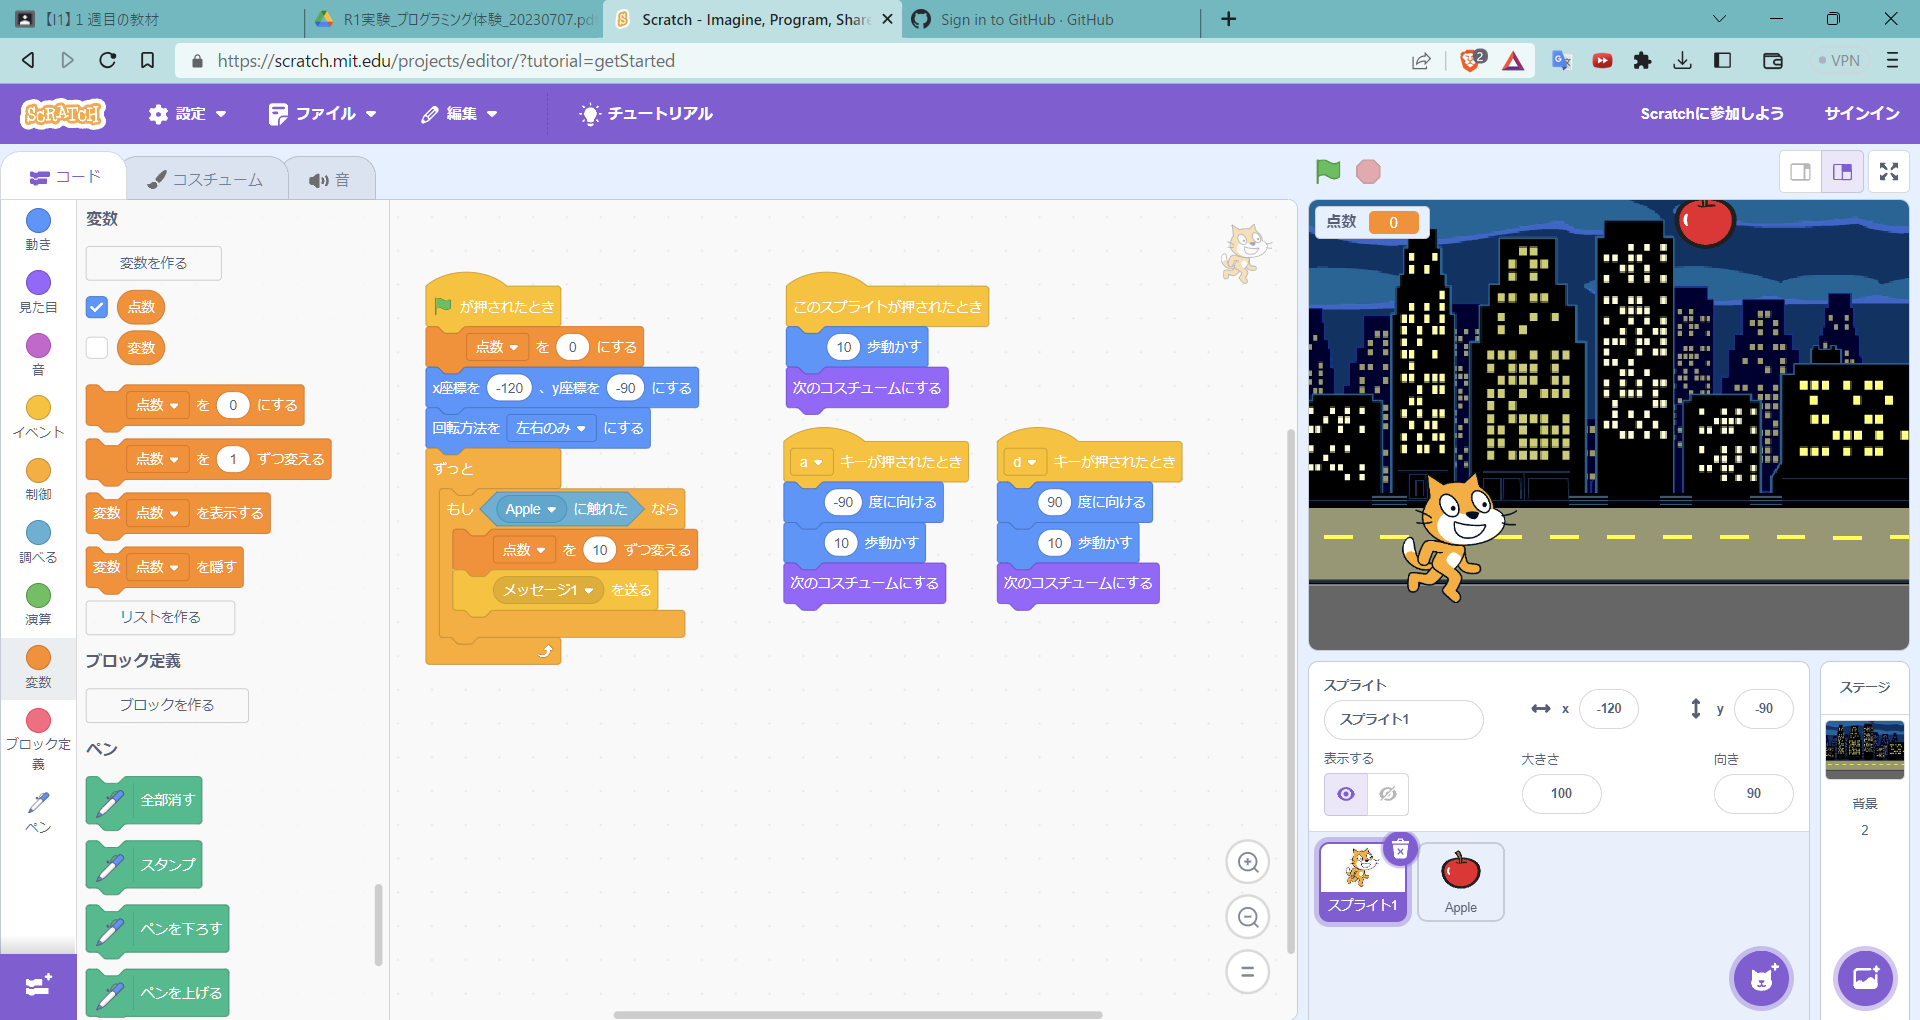 【I1】1 週目の教材
R1実験_プログラミング体験_20230707.pdf
Scratch - Imagine, Program, Share
Sign in to GitHub · GitHub
https://scratch.mit.edu/projects/editor/?tutorial=getStarted
2
VPN
SCRATCH
設定
ファイル
編集
チュートリアル
Scratchに参加しよう
サインイン
コード
コスチューム
音
動き
見た目
音
イベント
制御
調べる
演算
変数
ブロック定
義
ペン
変数
変数を作る
点数
変数
点数 を 0 にする
点数 を 1 ずつ変える
変数 点数 を表示する
変数 点数 を隠す
リストを作る
ブロック定義
ブロックを作る
ペン
全部消す
スタンプ
ペンを下ろす
ペンを上げる
が押されたとき
点数 を 0 にする
x座標を -120 、y座標を -90 にする
回転方法を 左右のみ にする
ずっと
もし Apple に触れた なら
点数 を 10 ずつ変える
メッセージ1 を送る
このスプライトが押されたとき
10 歩動かす
次のコスチュームにする
a キーが押されたとき
-90 度に向ける
10 歩動かす
次のコスチュームにする
d キーが押されたとき
90 度に向ける
10 歩動かす
次のコスチュームにする
点数 0
スプライト
スプライト1
x -120
y -90
表示する
大きさ
100
向き
90
スプライト1
Apple
ステージ
背景
2